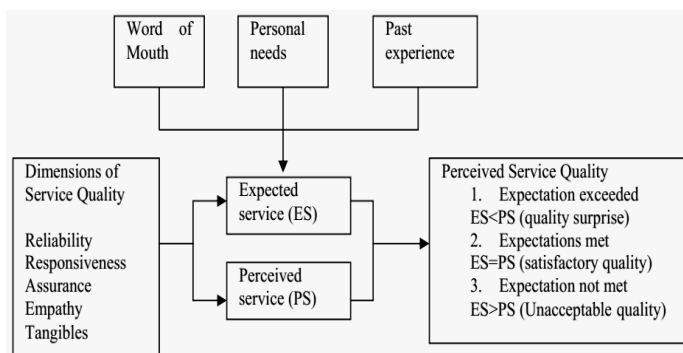 Word of
Mouth
Personal
needs
Past
experience
Dimensions of
Service Quality
Reliability
Responsiveness
Assurance
Empathy
Tangibles
Expected
service (ES)
Perceived
service (PS)
Perceived Service Quality
1. Expectation exceeded
ES<PS (quality surprise)
2. Expectations met
ES=PS (satisfactory quality)
3. Expectation not met
ES>PS (Unacceptable quality)